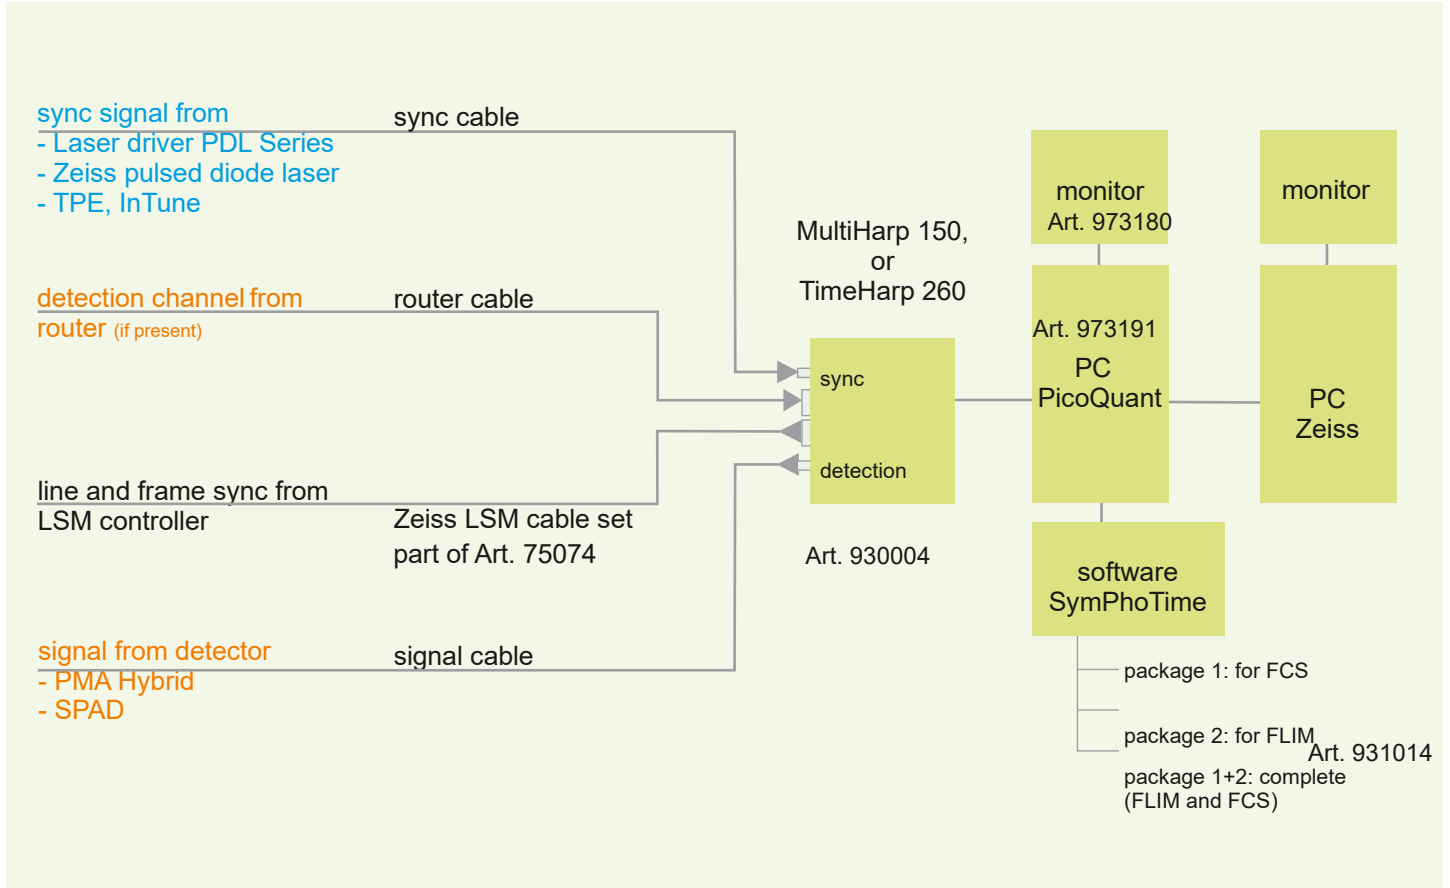 sync signal from
- Laser driver PDL Series
- Zeiss pulsed diode laser
- TPE, InTune
sync cable
detection channel from
router (if present)
router cable
line and frame sync from
LSM controller
Zeiss LSM cable set
part of Art. 75074
signal from detector
- PMA Hybrid
- SPAD
signal cable
MultiHarp 150,
or
TimeHarp 260
sync
detection
Art. 930004
monitor
Art. 973180
Art. 973191
PC
PicoQuant
monitor
PC
Zeiss
software
SymPhoTime
package 1: for FCS
package 2: for FLIM
Art. 931014
package 1+2: complete
(FLIM and FCS)